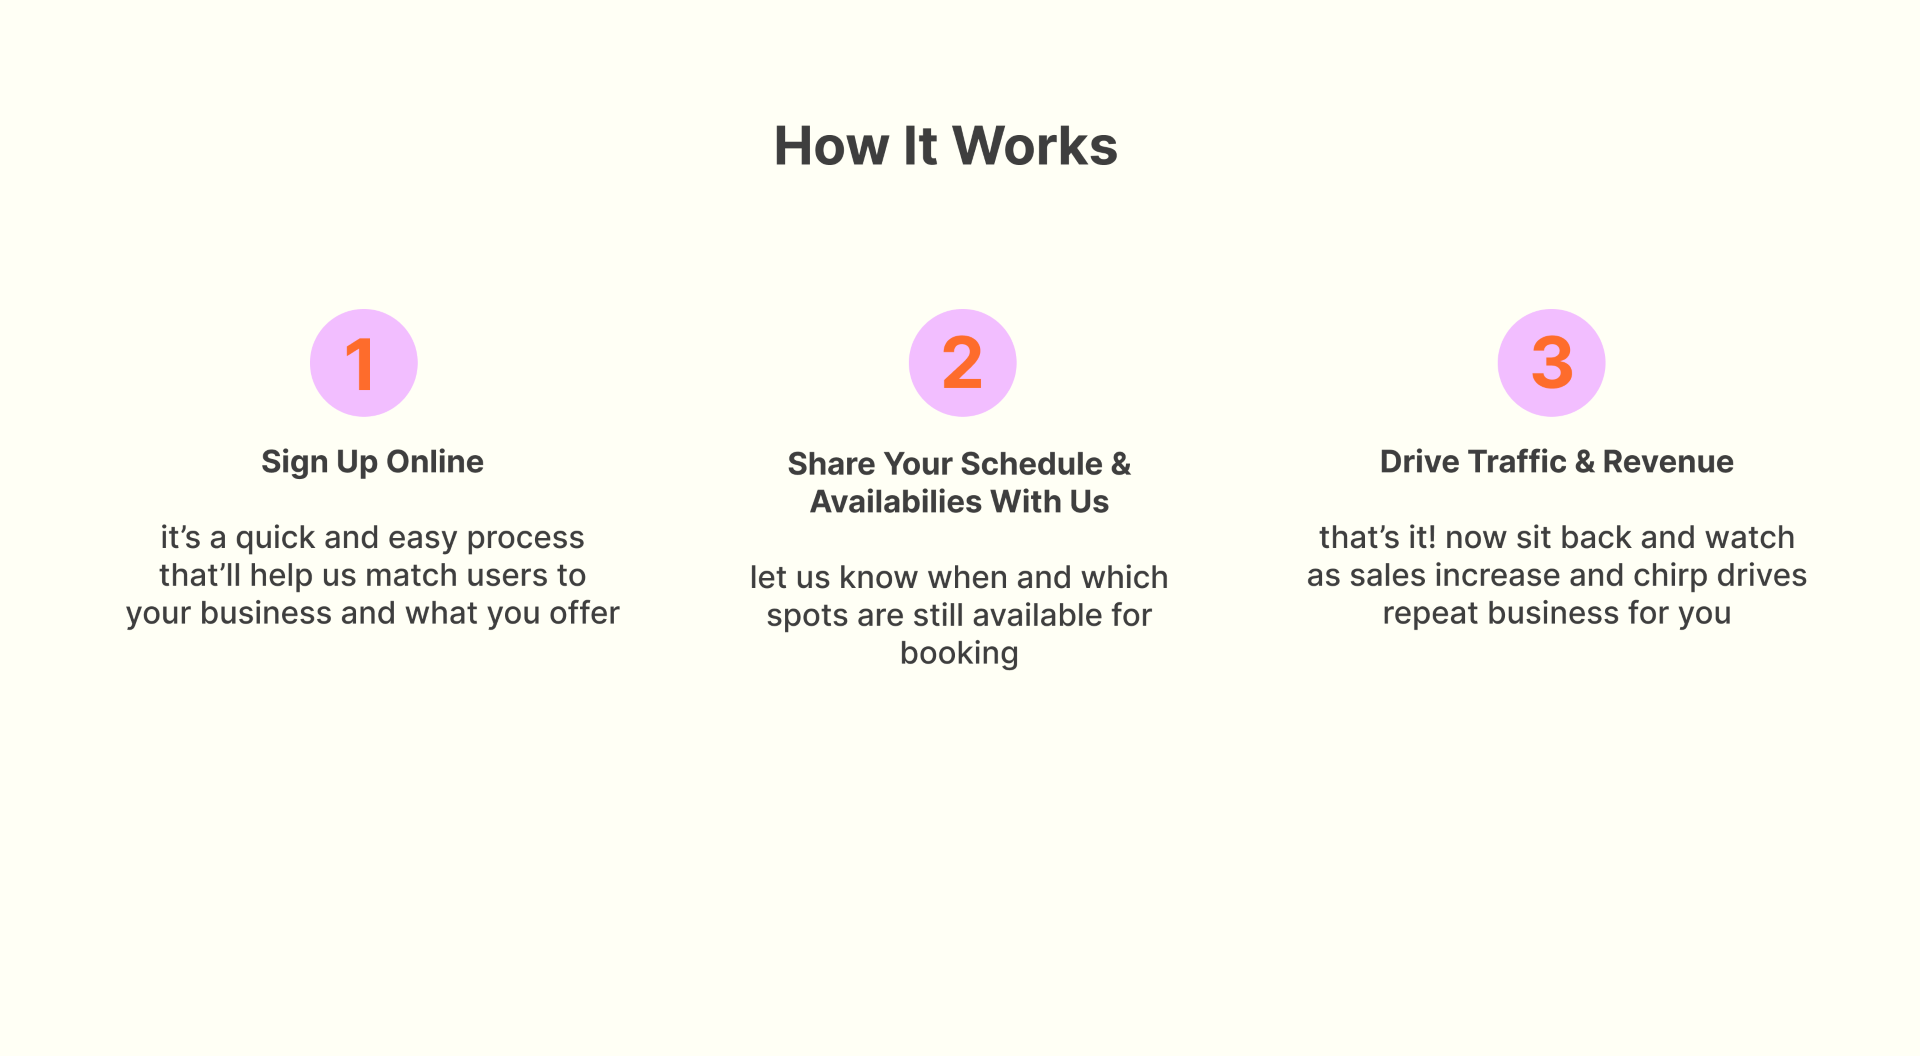 How It Works
1
Sign Up Online
it’s a quick and easy process
that’ll help us match users to
your business and what you offer
2
Share Your Schedule &
Availabilies With Us
let us know when and which
spots are still available for
booking
3
Drive Traffic & Revenue
that’s it! now sit back and watch
as sales increase and chirp drives
repeat business for you